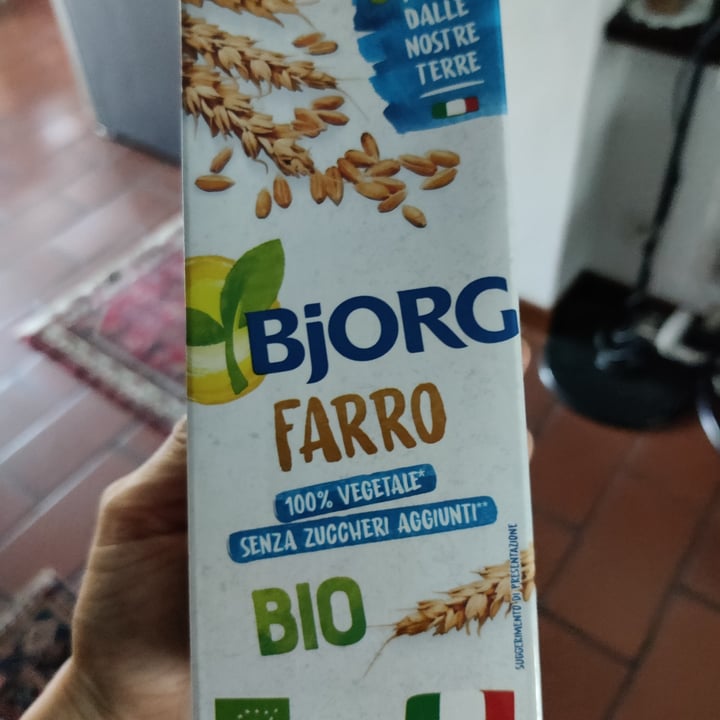 DALLE
NOSTRE
TERRE
BjORG
FARRO
100% VEGETALE*
SENZA ZUCCHERI AGGIUNTI**
BIO
SUGGERIMENTO DI PRESENTAZIONE